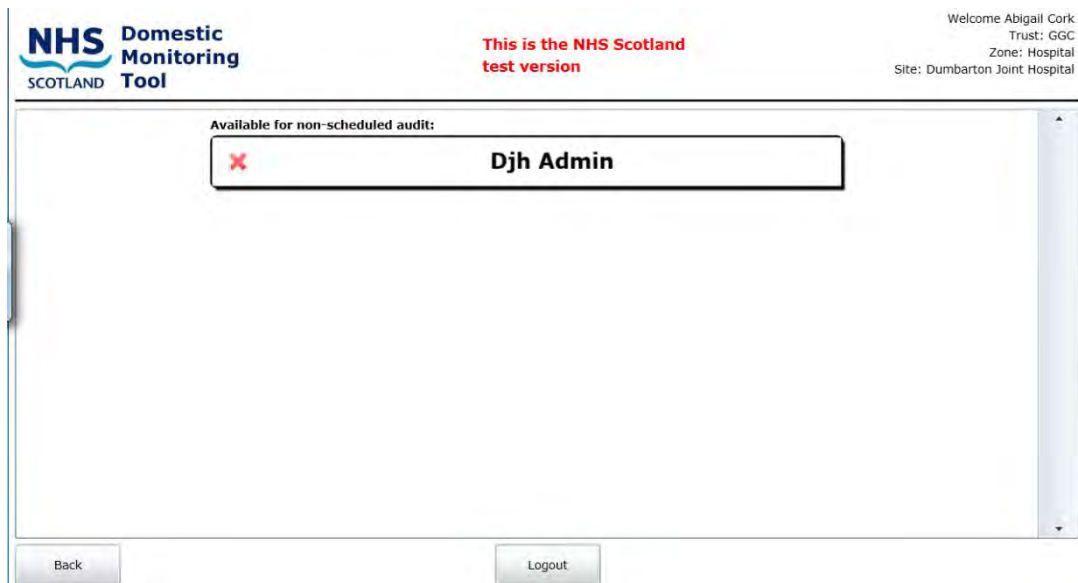 NHS
SCOTLAND
Domestic
Monitoring
Tool
This is the NHS Scotland
test version
Welcome Abigail Cork
Trust: GGC
Zone: Hospital
Site: Dumbarton Joint Hospital
Available for non-scheduled audit:
Djh Admin
Back
Logout